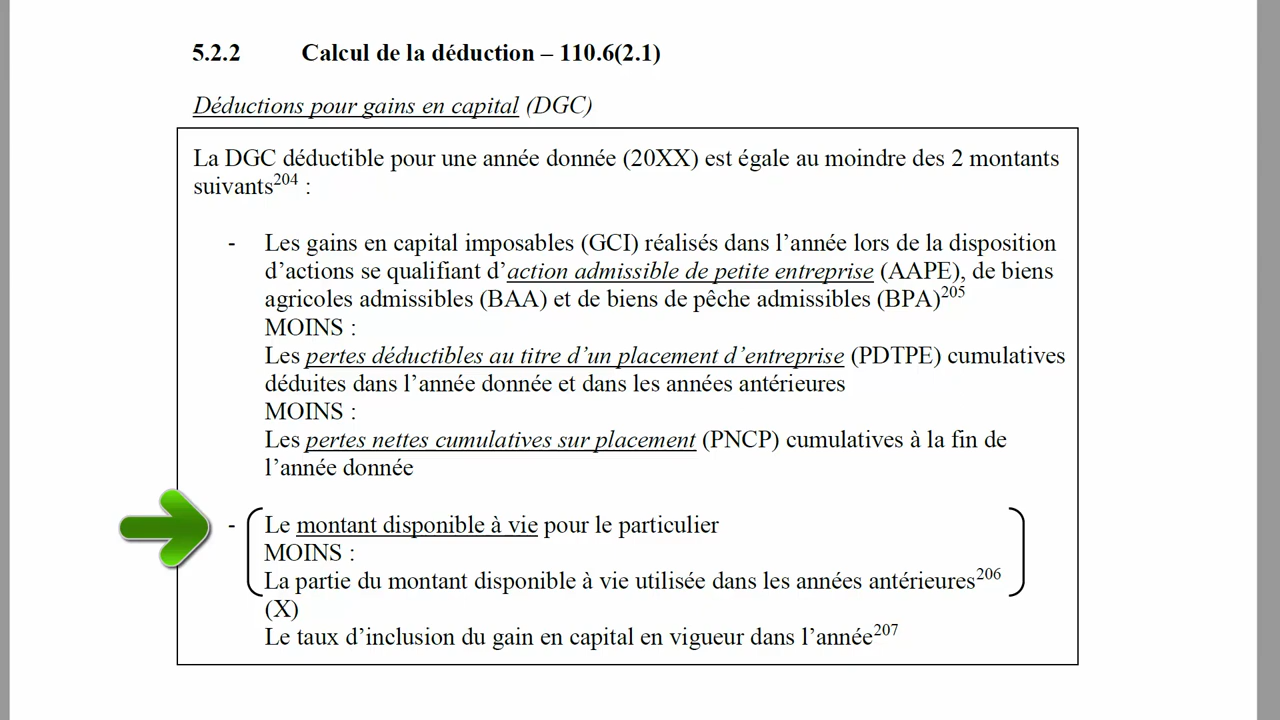 5.2.2 Calcul de la déduction – 110.6(2.1)
Déductions pour gains en capital (DGC)
La DGC déductible pour une année donnée (20XX) est égale au moindre des 2 montants
suivants204 :
- Les gains en capital imposables (GCI) réalisés dans l’année lors de la disposition
d’actions se qualifiant d’action admissible de petite entreprise (AAPE), de biens
agricoles admissibles (BAA) et de biens de pêche admissibles (BPA)205
MOINS :
Les pertes déductibles au titre d’un placement d’entreprise (PDTPE) cumulatives
déduites dans l’année donnée et dans les années antérieures
MOINS :
Les pertes nettes cumulatives sur placement (PNCP) cumulatives à la fin de
l’année donnée
- Le montant disponible à vie pour le particulier
MOINS :
La partie du montant disponible à vie utilisée dans les années antérieures206
(X)
Le taux d’inclusion du gain en capital en vigueur dans l’année207